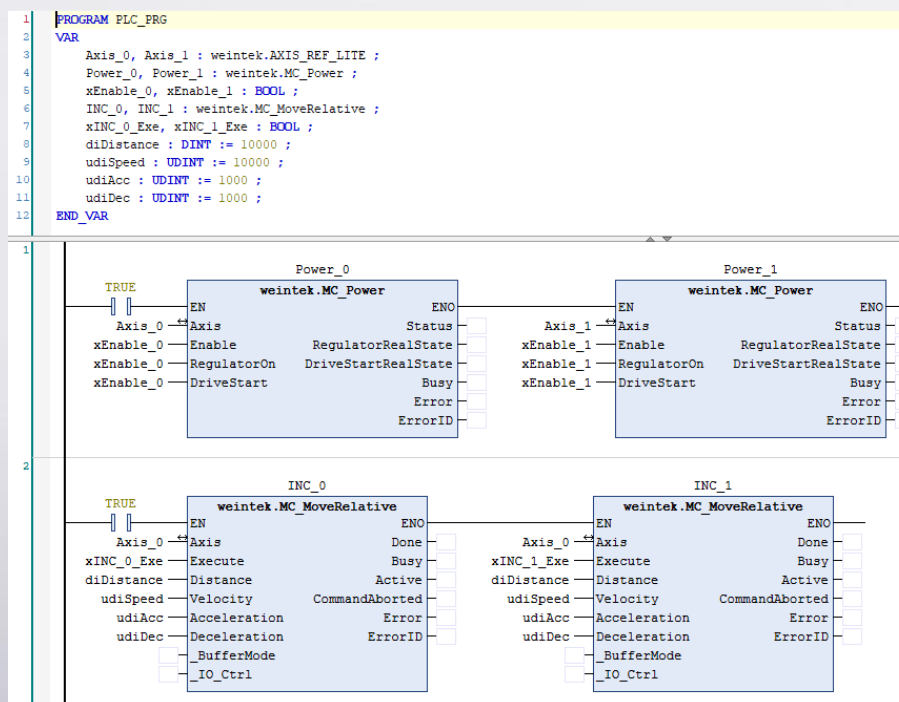 1 PROGRAM PLC_PRG
2 VAR
3 Axis_0, Axis_1 : weintek.AXIS_REF_LITE ;
4 Power_0, Power_1 : weintek.MC_Power ;
5 xEnable_0, xEnable_1 : BOOL ;
6 INC_0, INC_1 : weintek.MC_MoveRelative ;
7 xINC_0_Exe, xINC_1_Exe : BOOL ;
8 diDistance : DINT := 10000 ;
9 udiSpeed : UDINT := 10000 ;
10 udiAcc : UDINT := 1000 ;
11 udiDec : UDINT := 1000 ;
12 END_VAR
1
Power_0 Power_1
TRUE weintek.MC_Power weintek.MC_Power
EN ENO EN ENO
Axis_0 Axis Status Axis_1 Axis Status
xEnable_0 Enable RegulatorRealState xEnable_1 Enable RegulatorRealState
xEnable_0 RegulatorOn DriveStartRealState xEnable_1 RegulatorOn DriveStartRealState
xEnable_0 DriveStart Busy xEnable_1 DriveStart Busy
Error Error
ErrorID ErrorID
2
INC_0 INC_1
TRUE weintek.MC_MoveRelative weintek.MC_MoveRelative
EN ENO EN ENO
Axis_0 Axis Done Axis_0 Axis Done
xINC_0_Exe Execute Busy xINC_1_Exe Execute Busy
diDistance Distance Active diDistance Distance Active
udiSpeed Velocity CommandAborted udiSpeed Velocity CommandAborted
udiAcc Acceleration Error udiAcc Acceleration Error
udiDec Deceleration ErrorID udiDec Deceleration ErrorID
_BufferMode _BufferMode
_IO_Ctrl _IO_Ctrl